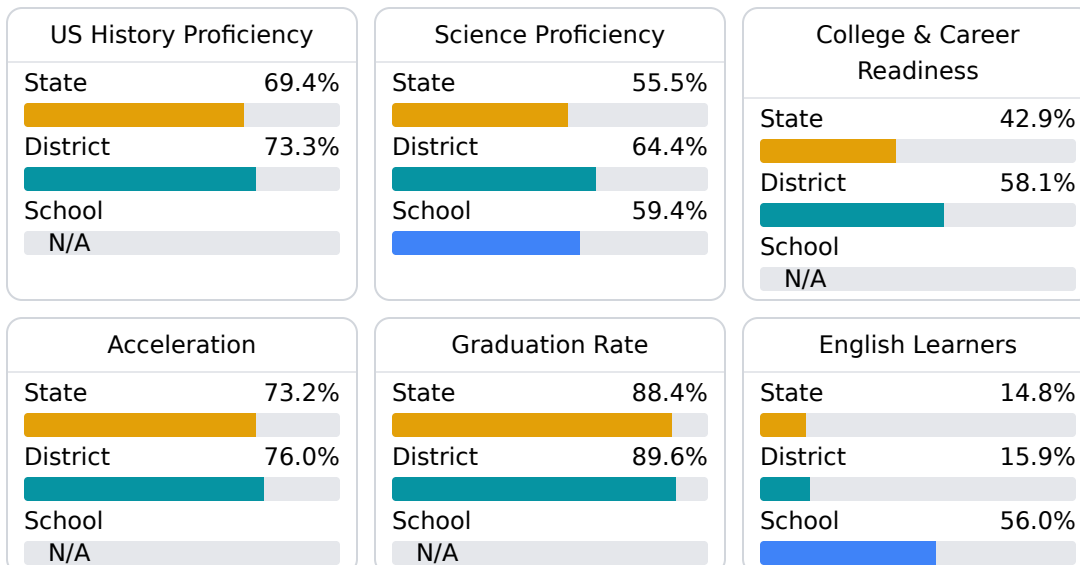 US History Proficiency
State 69.4%
District 73.3%
School
N/A
Science Proficiency
State 55.5%
District 64.4%
School 59.4%
College & Career
Readiness
State 42.9%
District 58.1%
School
N/A
Acceleration
State 73.2%
District 76.0%
School
N/A
Graduation Rate
State 88.4%
District 89.6%
School
N/A
English Learners
State 14.8%
District 15.9%
School 56.0%